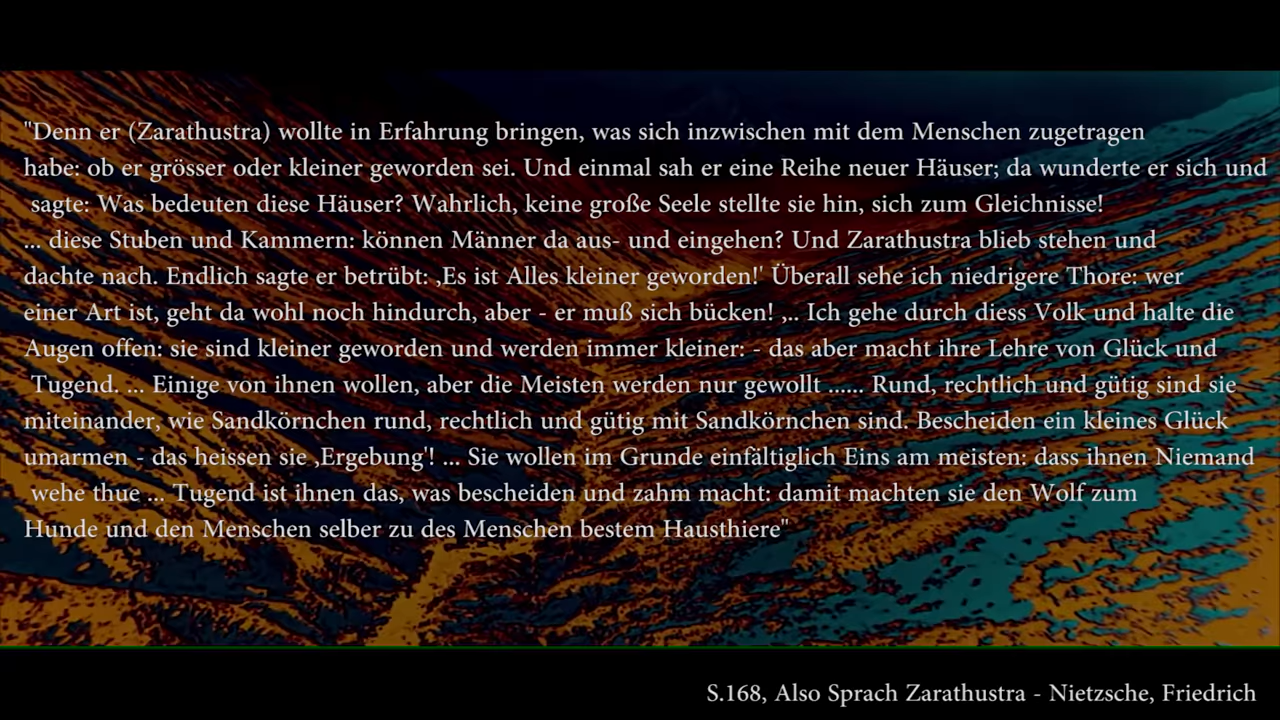 "Denn er (Zarathustra) wollte in Erfahrung bringen, was sich inzwischen mit dem Menschen zugetragen
habe: ob er grösser oder kleiner geworden sei. Und einmal sah er eine Reihe neuer Häuser; da wunderte er sich und
sagte: Was bedeuten diese Häuser? Wahrlich, keine große Seele stellte sie hin, sich zum Gleichnisse!
... diese Stuben und Kammern: können Männer da aus- und eingehen? Und Zarathustra blieb stehen und
dachte nach. Endlich sagte er betrübt: ‚Es ist Alles kleiner geworden!' Überall sehe ich niedrigere Thore: wer
einer Art ist, geht da wohl noch hindurch, aber - er muß sich bücken! ‚.. Ich gehe durch diess Volk und halte die
Augen offen: sie sind kleiner geworden und werden immer kleiner: - das aber macht ihre Lehre von Glück und
Tugend. ... Einige von ihnen wollen, aber die Meisten werden nur gewollt ...... Rund, rechtlich und gütig sind sie
miteinander, wie Sandkörnchen rund, rechtlich und gütig mit Sandkörnchen sind. Bescheiden ein kleines Glück
umarmen - das heissen sie ‚Ergebung'! ... Sie wollen im Grunde einfältiglich Eins am meisten: dass ihnen Niemand
wehe thue ... Tugend ist ihnen das, was bescheiden und zahm macht: damit machten sie den Wolf zum
Hunde und den Menschen selber zu des Menschen bestem Hausthiere"
S.168, Also Sprach Zarathustra - Nietzsche, Friedrich